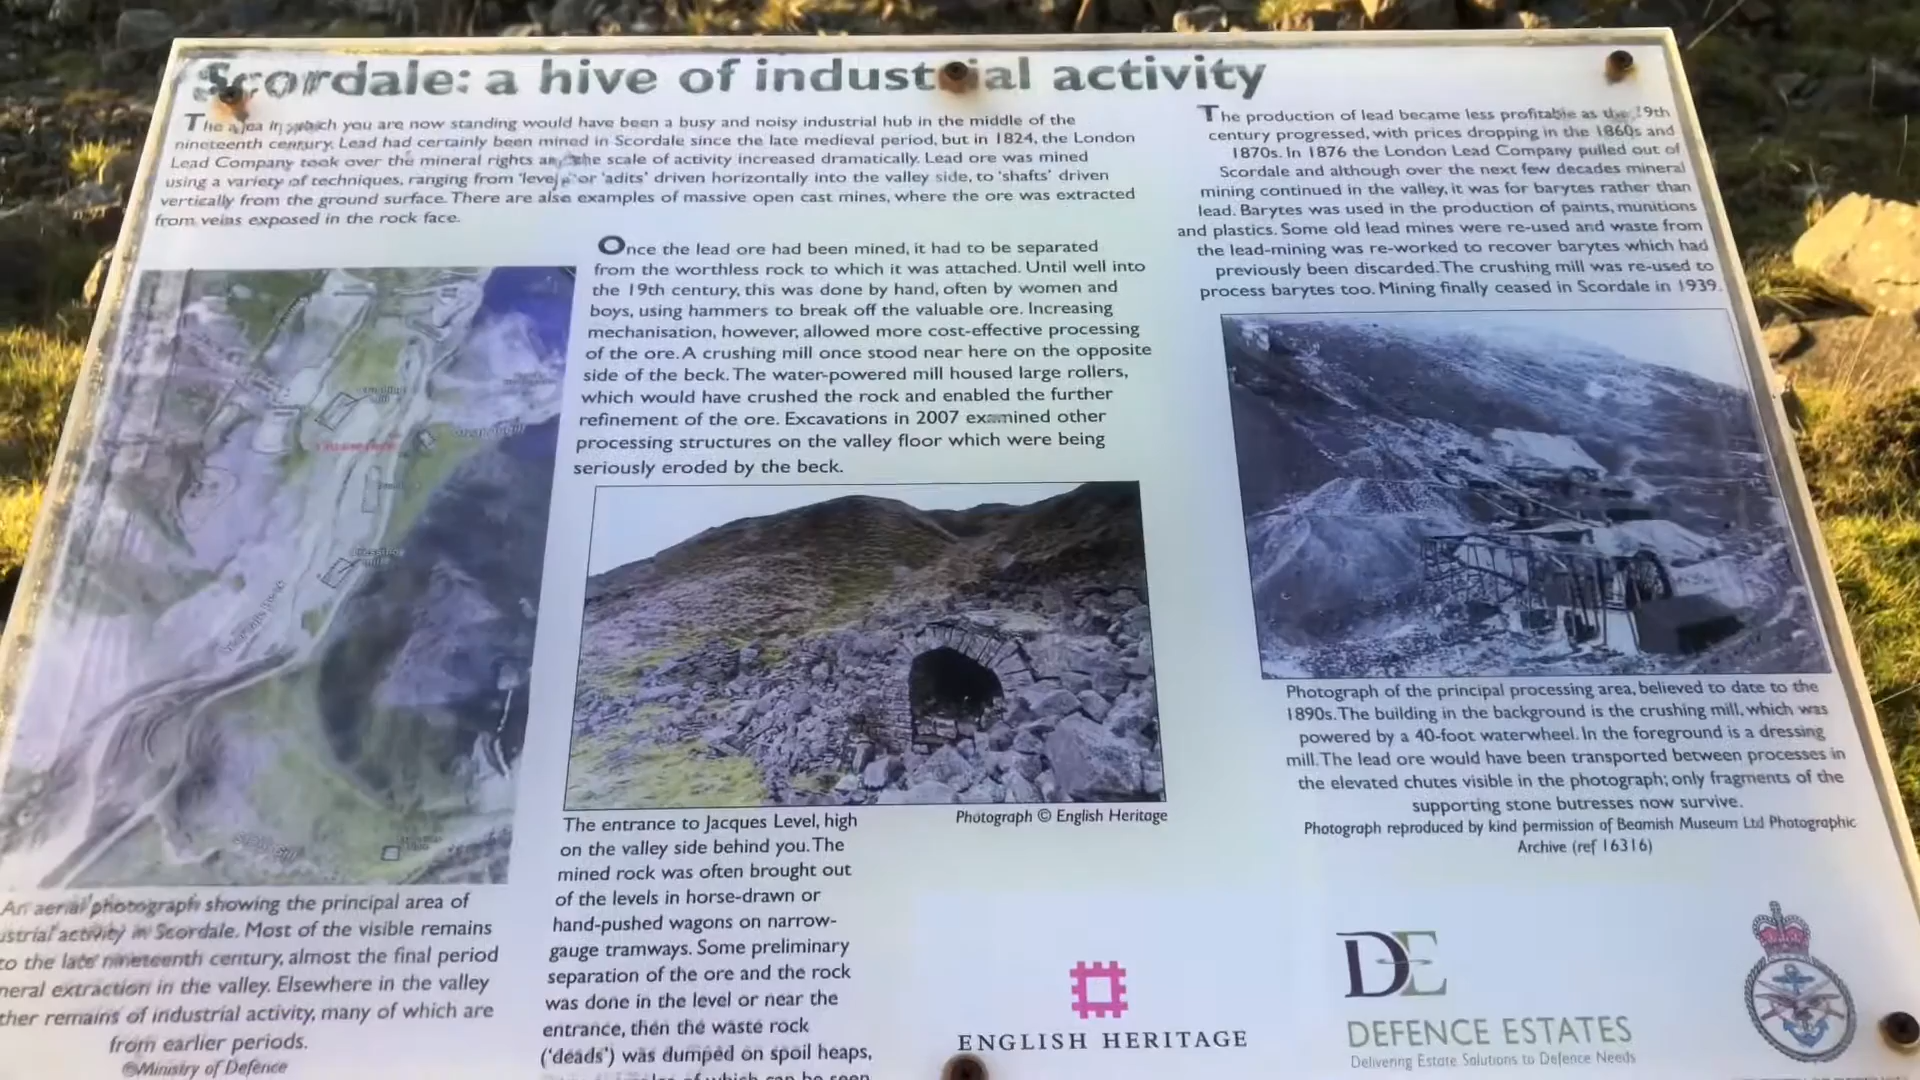 Scordale: a hive of industrial activity
The area in which you are now standing would have been a busy and noisy industrial hub in the middle of the
nineteenth century. Lead had certainly been mined in Scordale since the late medieval period, but in 1824, the London
Lead Company took over the mineral rights and the scale of activity increased dramatically. Lead ore was mined
using a variety of techniques, ranging from 'levels' or 'adits' driven horizontally into the valley side, to 'shafts' driven
vertically from the ground surface. There are also examples of massive open cast mines, where the ore was extracted
from veins exposed in the rock face.
Once the lead ore had been mined, it had to be separated
from the worthless rock to which it was attached. Until well into
the 19th century, this was done by hand, often by women and
boys, using hammers to break off the valuable ore. Increasing
mechanisation, however, allowed more cost-effective processing
of the ore. A crushing mill once stood near here on the opposite
side of the beck. The water-powered mill housed large rollers,
which would have crushed the rock and enabled the further
refinement of the ore. Excavations in 2007 examined other
processing structures on the valley floor which were being
seriously eroded by the beck.
The production of lead became less profitable as the 19th
century progressed, with prices dropping in the 1860s and
1870s. In 1876 the London Lead Company pulled out of
Scordale and although over the next few decades mineral
mining continued in the valley, it was for barytes rather than
lead. Barytes was used in the production of paints, munitions
and plastics. Some old lead mines were re-used and waste from
the lead-mining was re-worked to recover barytes which had
previously been discarded. The crushing mill was re-used to
process barytes too. Mining finally ceased in Scordale in 1939.
An aerial photograph showing the principal area of
ustrial activity in Scordale. Most of the visible remains
to the late nineteenth century, almost the final period
neral extraction in the valley. Elsewhere in the valley
ther remains of industrial activity, many of which are
from earlier periods.
©Ministry of Defence
Photograph © English Heritage
The entrance to Jacques Level, high
on the valley side behind you. The
mined rock was often brought out
of the levels in horse-drawn or
hand-pushed wagons on narrow-
gauge tramways. Some preliminary
separation of the ore and the rock
was done in the level or near the
entrance, then the waste rock
('deads') was dumped on spoil heaps,
of which can be seen
Photograph of the principal processing area, believed to date to the
1890s. The building in the background is the crushing mill, which was
powered by a 40-foot waterwheel. In the foreground is a dressing
mill. The lead ore would have been transported between processes in
the elevated chutes visible in the photograph; only fragments of the
supporting stone butresses now survive.
Photograph reproduced by kind permission of Beamish Museum Ltd Photographic
Archive (ref 16316)
ENGLISH HERITAGE
DE
DEFENCE ESTATES
Delivering Estate Solutions to Defence Needs